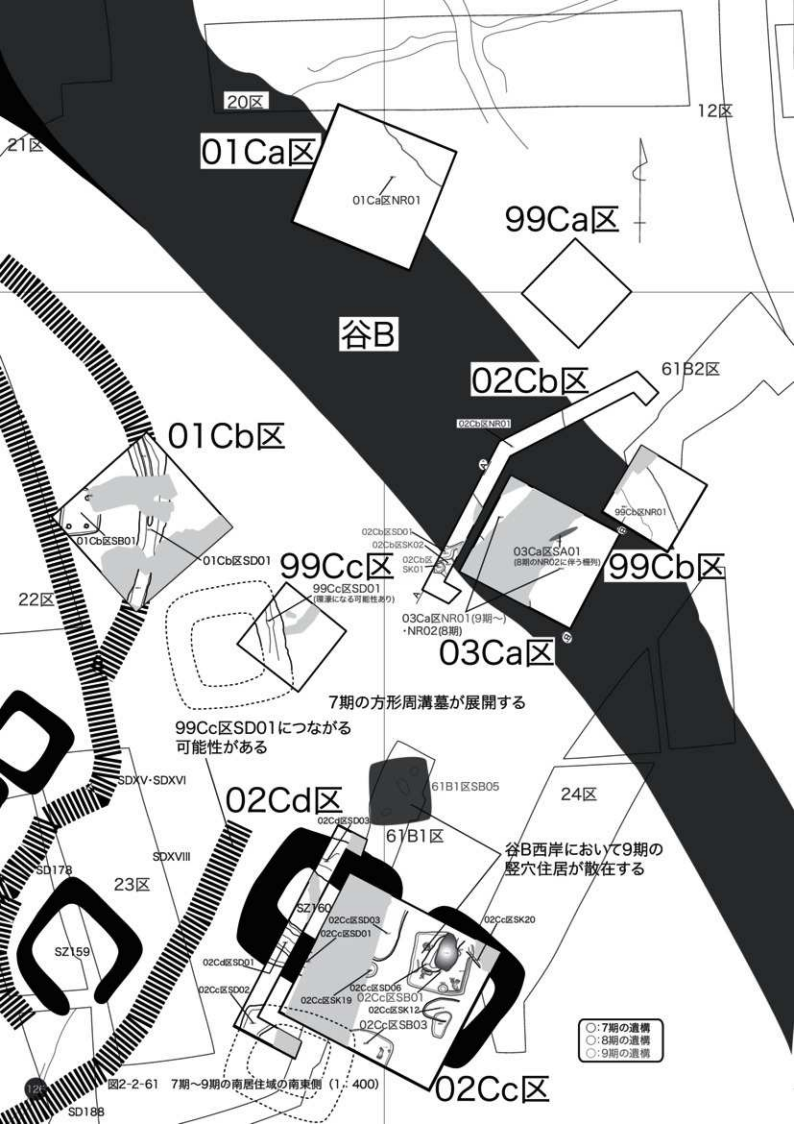 20区
12区
21区
01Ca区
01Ca区NR01
99Ca区
谷B
02Cb区
61B2区
02Cb区NR01
01Cb区
99Cb区NR01
01Cb区SB01
01Cb区SD01
02Cb区SD01
02Cb区SK02
02Cb区
SK01
03Ca区SA01
(8期のNR02に伴う柵列)
99Cc区
99Cb区
99Cc区SD01
(環濠になる可能性あり)
22区
03Ca区NR01(9期〜)
・NR02(8期)
03Ca区
7期の方形周溝墓が展開する
99Cc区SD01につながる
可能性がある
SDXV・SDXVI
61B1区SB05
02Cd区
24区
02Cd区SD03
61B1区
谷B西岸において9期の
竪穴住居が散在する
SDXVIII
SD178
23区
SZ160
02Cc区SD03
02Cc区SK20
02Cc区SD01
SZ159
02Cd区SD01
02Cc区SD06
02Cc区SD02
02Cc区SK19
02Cc区SB01
02Cc区SK12
02Cc区SB03
○:7期の遺構
○:8期の遺構
○:9期の遺構
02Cc区
126
図2-2-61 7期〜9期の南居住域の南東側（1：400）
SD188